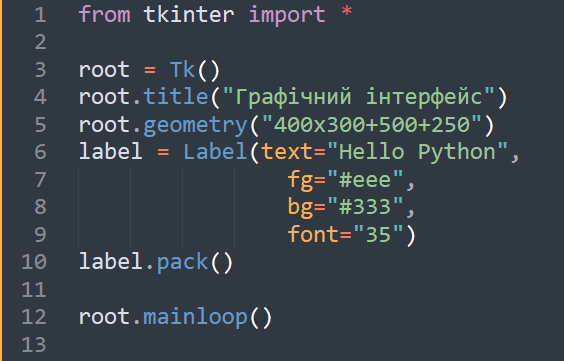 1 from tkinter import *
2
3 root = Tk()
4 root.title("Графічний інтерфейс")
5 root.geometry("400x300+500+250")
6 label = Label(text="Hello Python",
7 fg="#eee",
8 bg="#333",
9 font="35")
10 label.pack()
11
12 root.mainloop()
13